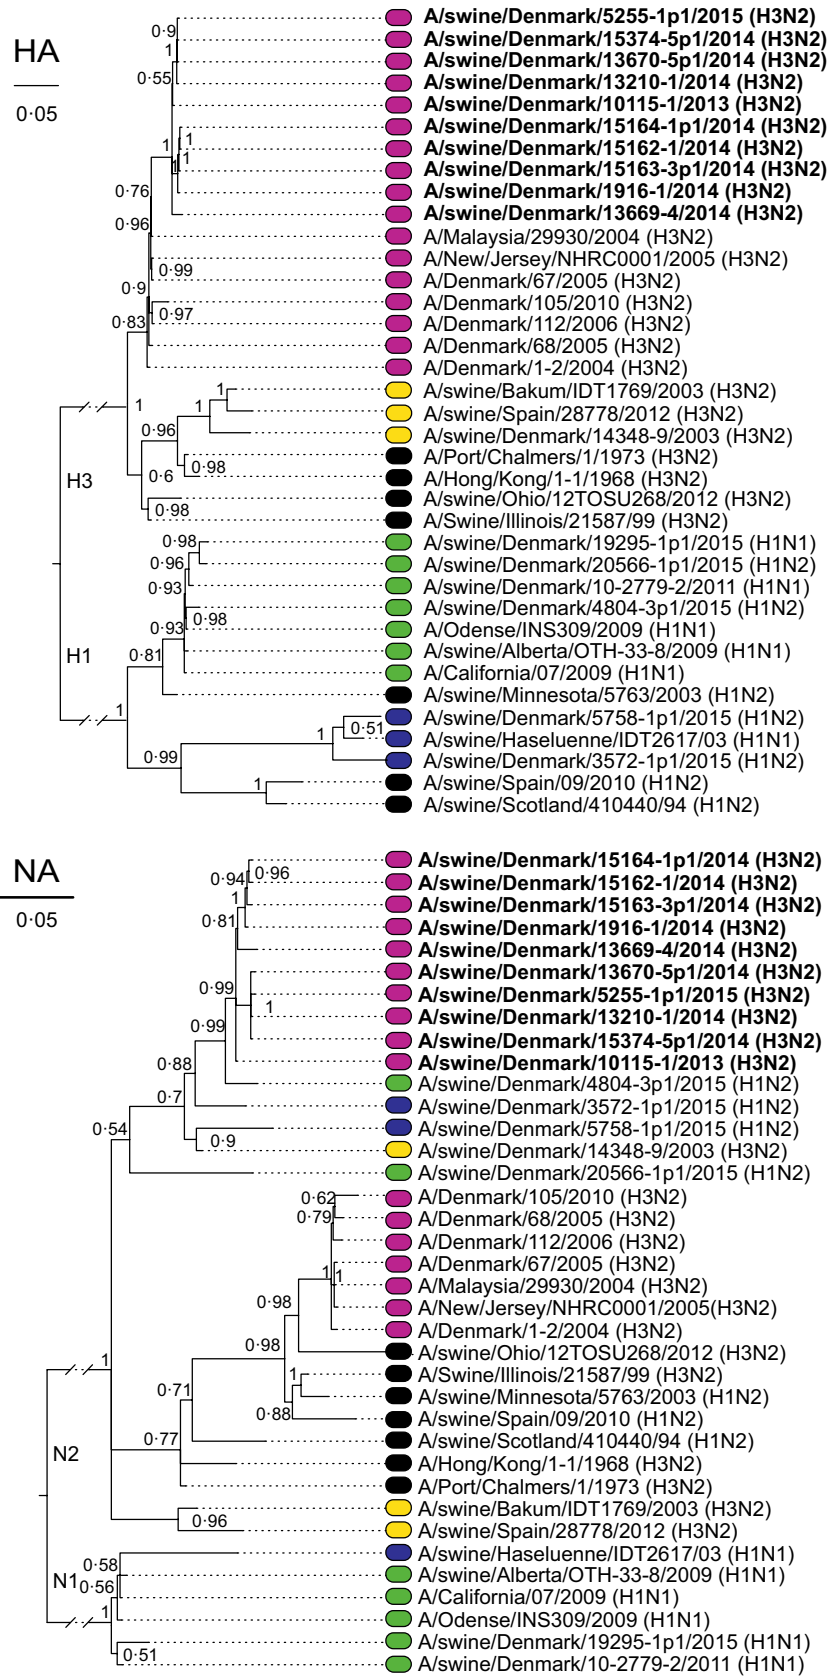 HA
0·05
A/swine/Denmark/5255-1p1/2015 (H3N2)
0·9
A/swine/Denmark/15374-5p1/2014 (H3N2)
1
A/swine/Denmark/13670-5p1/2014 (H3N2)
0·55
A/swine/Denmark/13210-1/2014 (H3N2)
A/swine/Denmark/10115-1/2013 (H3N2)
A/swine/Denmark/15164-1p1/2014 (H3N2)
1
1
A/swine/Denmark/15162-1/2014 (H3N2)
1
1
A/swine/Denmark/15163-3p1/2014 (H3N2)
0·76
A/swine/Denmark/1916-1/2014 (H3N2)
A/swine/Denmark/13669-4/2014 (H3N2)
0·96
A/Malaysia/29930/2004 (H3N2)
A/New/Jersey/NHRC0001/2005 (H3N2)
0·99
A/Denmark/67/2005 (H3N2)
0·9
A/Denmark/105/2010 (H3N2)
0·97
0·83
A/Denmark/112/2006 (H3N2)
A/Denmark/68/2005 (H3N2)
A/Denmark/1-2/2004 (H3N2)
1
A/swine/Bakum/IDT1769/2003 (H3N2)
1
1
A/swine/Spain/28778/2012 (H3N2)
0·96
A/swine/Denmark/14348-9/2003 (H3N2)
A/Port/Chalmers/1/1973 (H3N2)
0·98
0·6
H3
A/Hong/Kong/1-1/1968 (H3N2)
A/swine/Ohio/12TOSU268/2012 (H3N2)
0·98
A/Swine/Illinois/21587/99 (H3N2)
0·98
A/swine/Denmark/19295-1p1/2015 (H1N1)
0·96
A/swine/Denmark/20566-1p1/2015 (H1N2)
0·93
A/swine/Denmark/10-2779-2/2011 (H1N1)
A/swine/Denmark/4804-3p1/2015 (H1N2)
0·98
0·93
A/Odense/INS309/2009 (H1N1)
H1
0·81
A/swine/Alberta/OTH-33-8/2009 (H1N1)
A/California/07/2009 (H1N1)
A/swine/Minnesota/5763/2003 (H1N2)
1
A/swine/Denmark/5758-1p1/2015 (H1N2)
0·51
1
A/swine/Haseluenne/IDT2617/03 (H1N1)
0·99
A/swine/Denmark/3572-1p1/2015 (H1N2)
1
A/swine/Spain/09/2010 (H1N2)
A/swine/Scotland/410440/94 (H1N2)
NA
0·05
A/swine/Denmark/15164-1p1/2014 (H3N2)
0·94
0·96
A/swine/Denmark/15162-1/2014 (H3N2)
1
A/swine/Denmark/15163-3p1/2014 (H3N2)
0·81
A/swine/Denmark/1916-1/2014 (H3N2)
A/swine/Denmark/13669-4/2014 (H3N2)
A/swine/Denmark/13670-5p1/2014 (H3N2)
0·99
A/swine/Denmark/5255-1p1/2015 (H3N2)
1
A/swine/Denmark/13210-1/2014 (H3N2)
0·99
A/swine/Denmark/15374-5p1/2014 (H3N2)
0·88
A/swine/Denmark/10115-1/2013 (H3N2)
A/swine/Denmark/4804-3p1/2015 (H1N2)
0·7
A/swine/Denmark/3572-1p1/2015 (H1N2)
0·54
A/swine/Denmark/5758-1p1/2015 (H1N2)
0·9
A/swine/Denmark/14348-9/2003 (H3N2)
A/swine/Denmark/20566-1p1/2015 (H1N2)
0·62
A/Denmark/105/2010 (H3N2)
0·79
A/Denmark/68/2005 (H3N2)
A/Denmark/112/2006 (H3N2)
A/Denmark/67/2005 (H3N2)
1
1
A/Malaysia/29930/2004 (H3N2)
0·98
A/New/Jersey/NHRC0001/2005(H3N2)
A/Denmark/1-2/2004 (H3N2)
0·98
A/swine/Ohio/12TOSU268/2012 (H3N2)
1
1
A/Swine/Illinois/21587/99 (H3N2)
0·71
A/swine/Minnesota/5763/2003 (H1N2)
0·88
A/swine/Spain/09/2010 (H1N2)
0·77
A/swine/Scotland/410440/94 (H1N2)
N2
A/Hong/Kong/1-1/1968 (H3N2)
A/Port/Chalmers/1/1973 (H3N2)
A/swine/Bakum/IDT1769/2003 (H3N2)
0·96
A/swine/Spain/28778/2012 (H3N2)
A/swine/Haseluenne/IDT2617/03 (H1N1)
0·58
N1
0·56
A/swine/Alberta/OTH-33-8/2009 (H1N1)
A/California/07/2009 (H1N1)
1
A/Odense/INS309/2009 (H1N1)
A/swine/Denmark/19295-1p1/2015 (H1N1)
0·51
A/swine/Denmark/10-2779-2/2011 (H1N1)